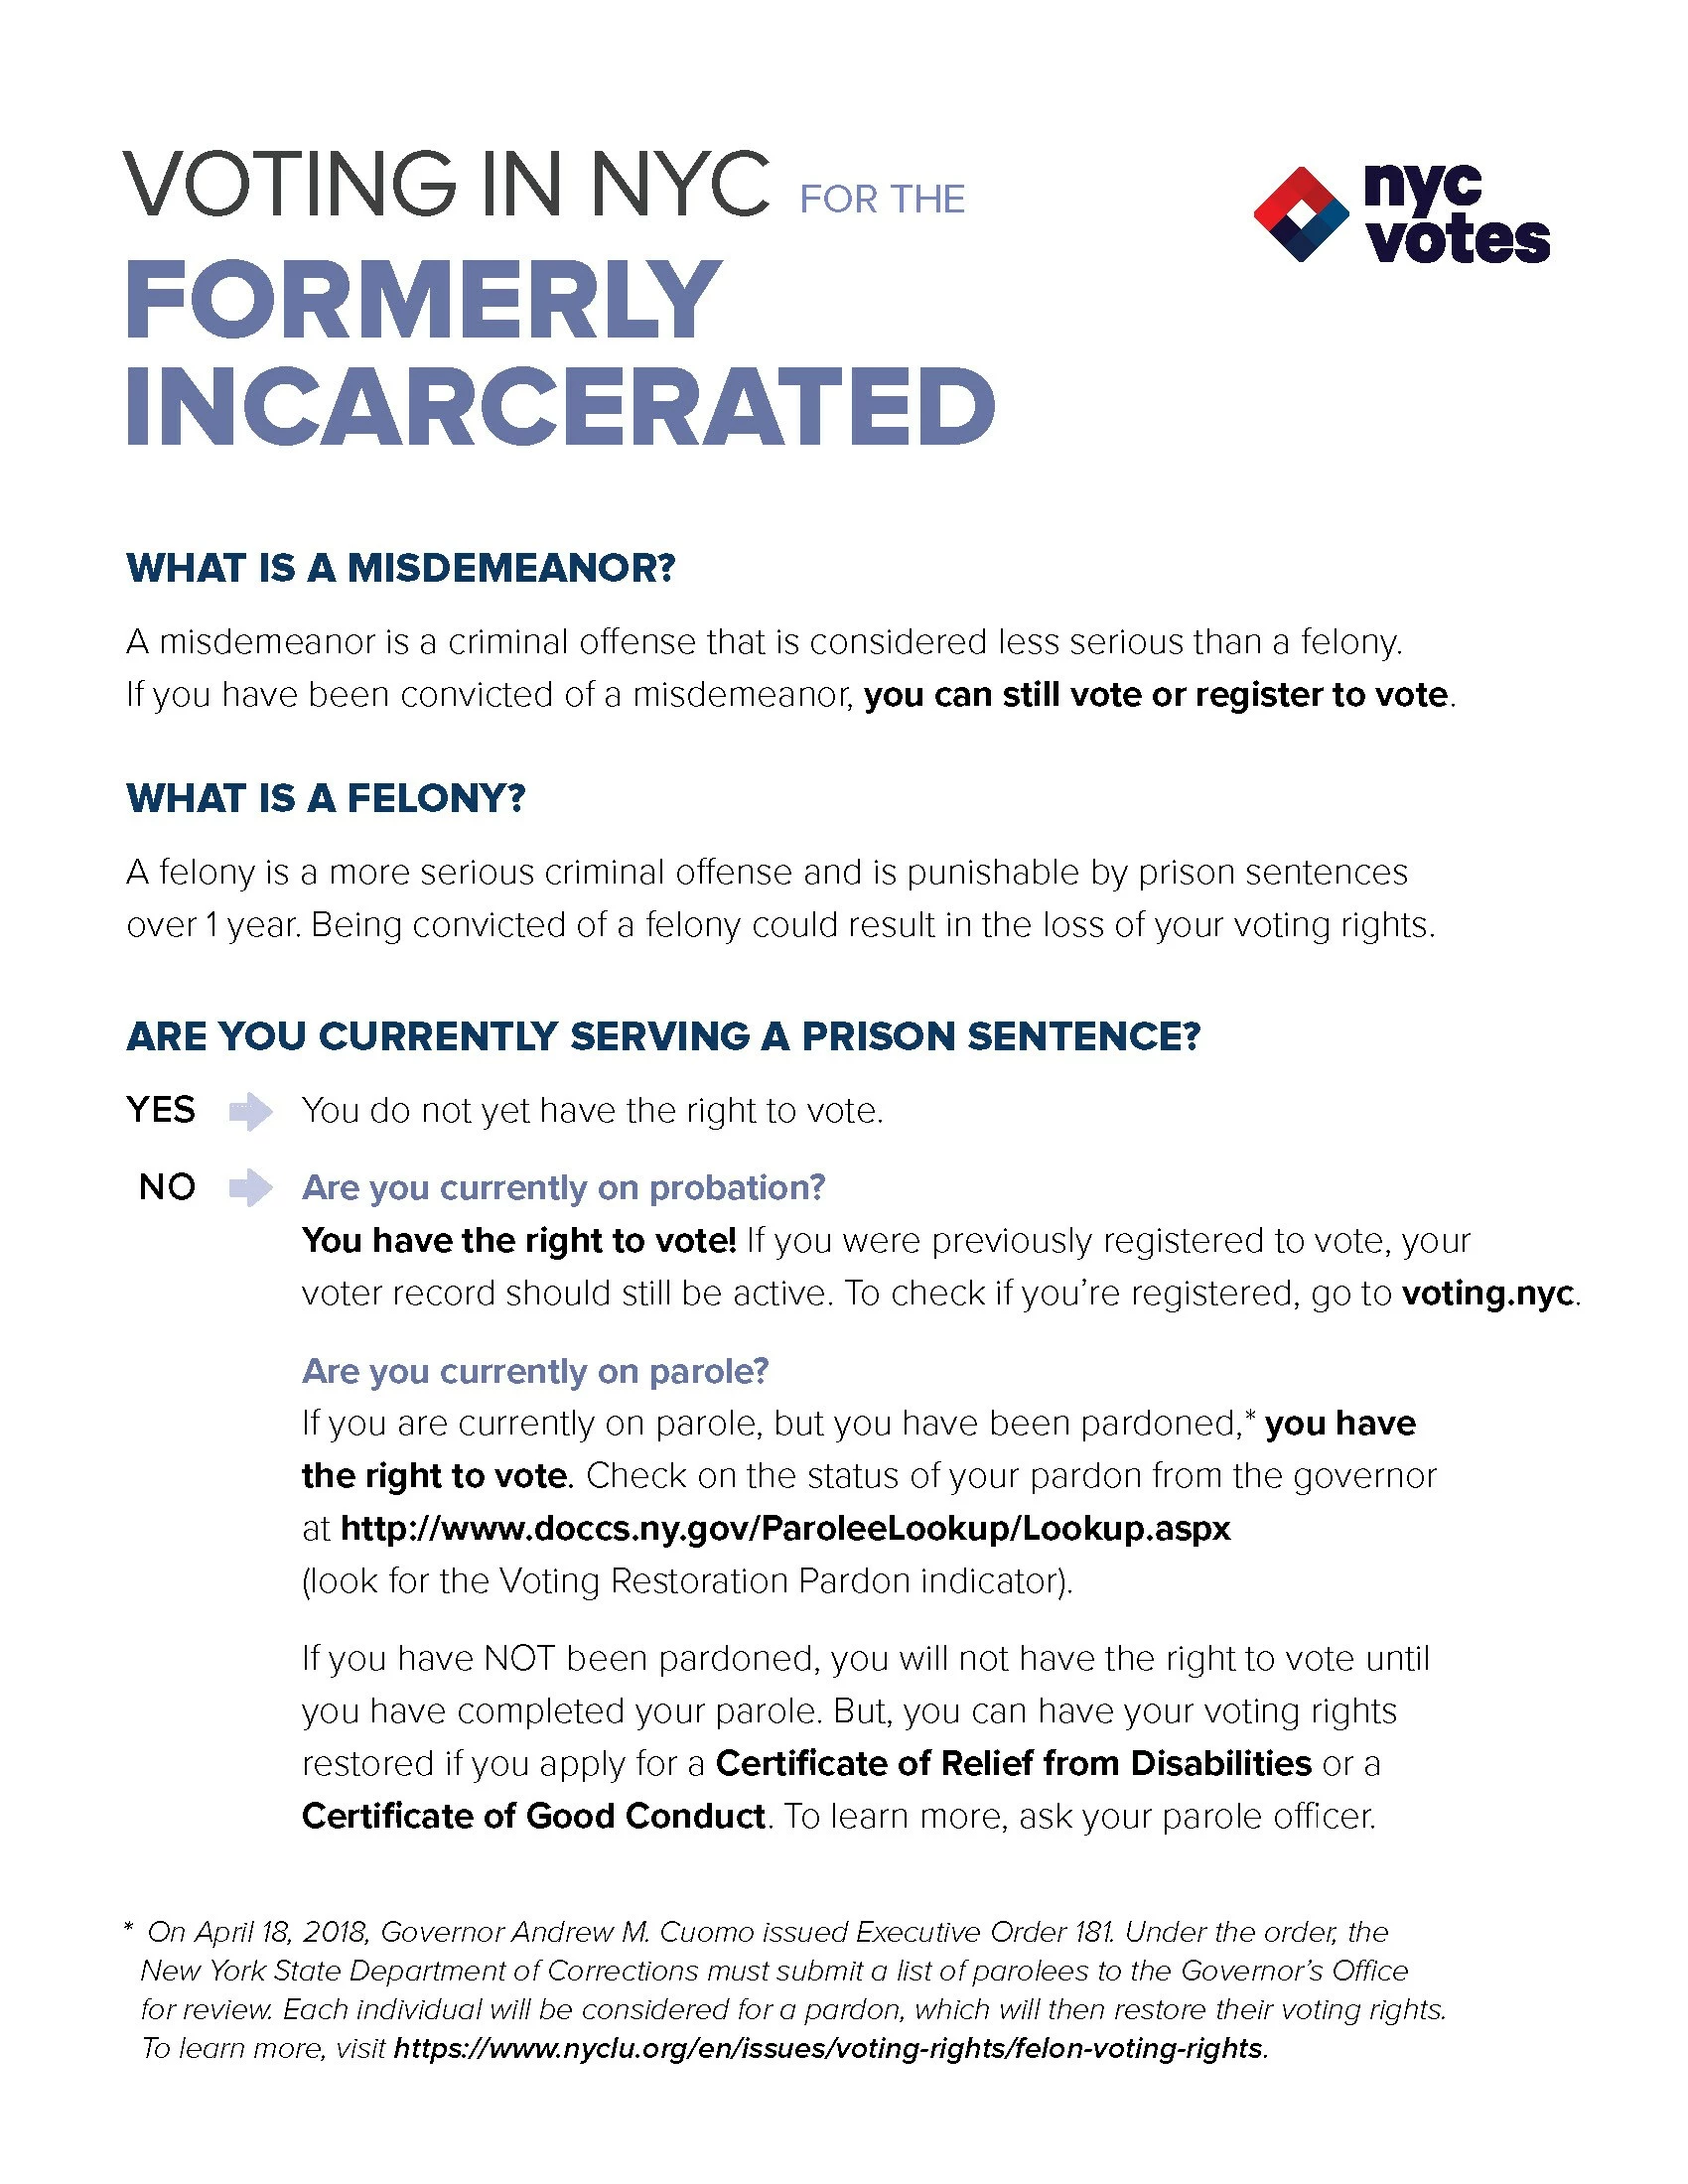 VOTING IN NYC FOR THE
FORMERLY
INCARCERATED
nyc
votes
WHAT IS A MISDEMEANOR?
A misdemeanor is a criminal offense that is considered less serious than a felony.
If you have been convicted of a misdemeanor, you can still vote or register to vote.
WHAT IS A FELONY?
A felony is a more serious criminal offense and is punishable by prison sentences
over 1 year. Being convicted of a felony could result in the loss of your voting rights.
ARE YOU CURRENTLY SERVING A PRISON SENTENCE?
YES You do not yet have the right to vote.
NO Are you currently on probation?
You have the right to vote! If you were previously registered to vote, your
voter record should still be active. To check if you’re registered, go to voting.nyc.
Are you currently on parole?
If you are currently on parole, but you have been pardoned,* you have
the right to vote. Check on the status of your pardon from the governor
at http://www.doccs.ny.gov/ParoleeLookup/Lookup.aspx
(look for the Voting Restoration Pardon indicator).
If you have NOT been pardoned, you will not have the right to vote until
you have completed your parole. But, you can have your voting rights
restored if you apply for a Certificate of Relief from Disabilities or a
Certificate of Good Conduct. To learn more, ask your parole officer.
* On April 18, 2018, Governor Andrew M. Cuomo issued Executive Order 181. Under the order, the
New York State Department of Corrections must submit a list of parolees to the Governor’s Office
for review. Each individual will be considered for a pardon, which will then restore their voting rights.
To learn more, visit https://www.nyclu.org/en/issues/voting-rights/felon-voting-rights.